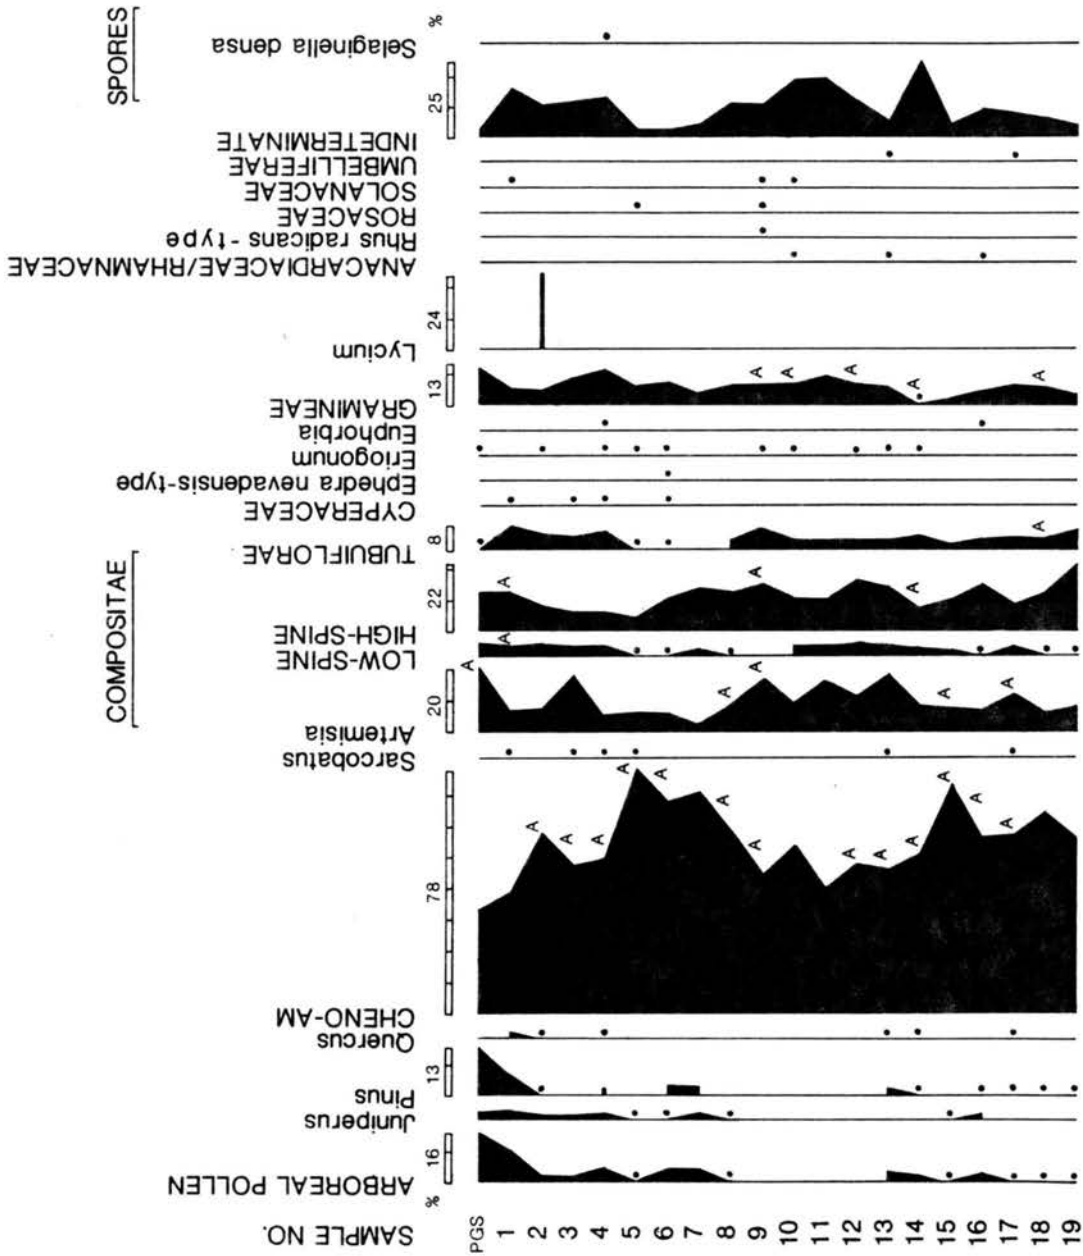 SAMPLE NO.
%
ARBOREAL POLLEN
Juniperus
Pinus
Quercus
CHENO-AM
Sarcobatus
COMPOSITAE
Artemisia
LOW-SPINE
HIGH-SPINE
TUBUIFLORAE
CYPERACEAE
Ephedra nevadensis-type
Eriogonum
Euphorbia
GRAMINEAE
Lycium
ANACARDIACEAE/RHAMNACEAE
Rhus radicans-type
ROSACEAE
SOLANACEAE
UMBELLIFERAE
INDETERMINATE
SPORES
Selaginella densa
%
16
13
78
20
22
8
13
24
25
PGS
1
2
3
4
5
6
7
8
9
10
11
12
13
14
15
16
17
18
19
A A A A A A A A A A A A A
A A A A A
A
A A A
A
A A A A A